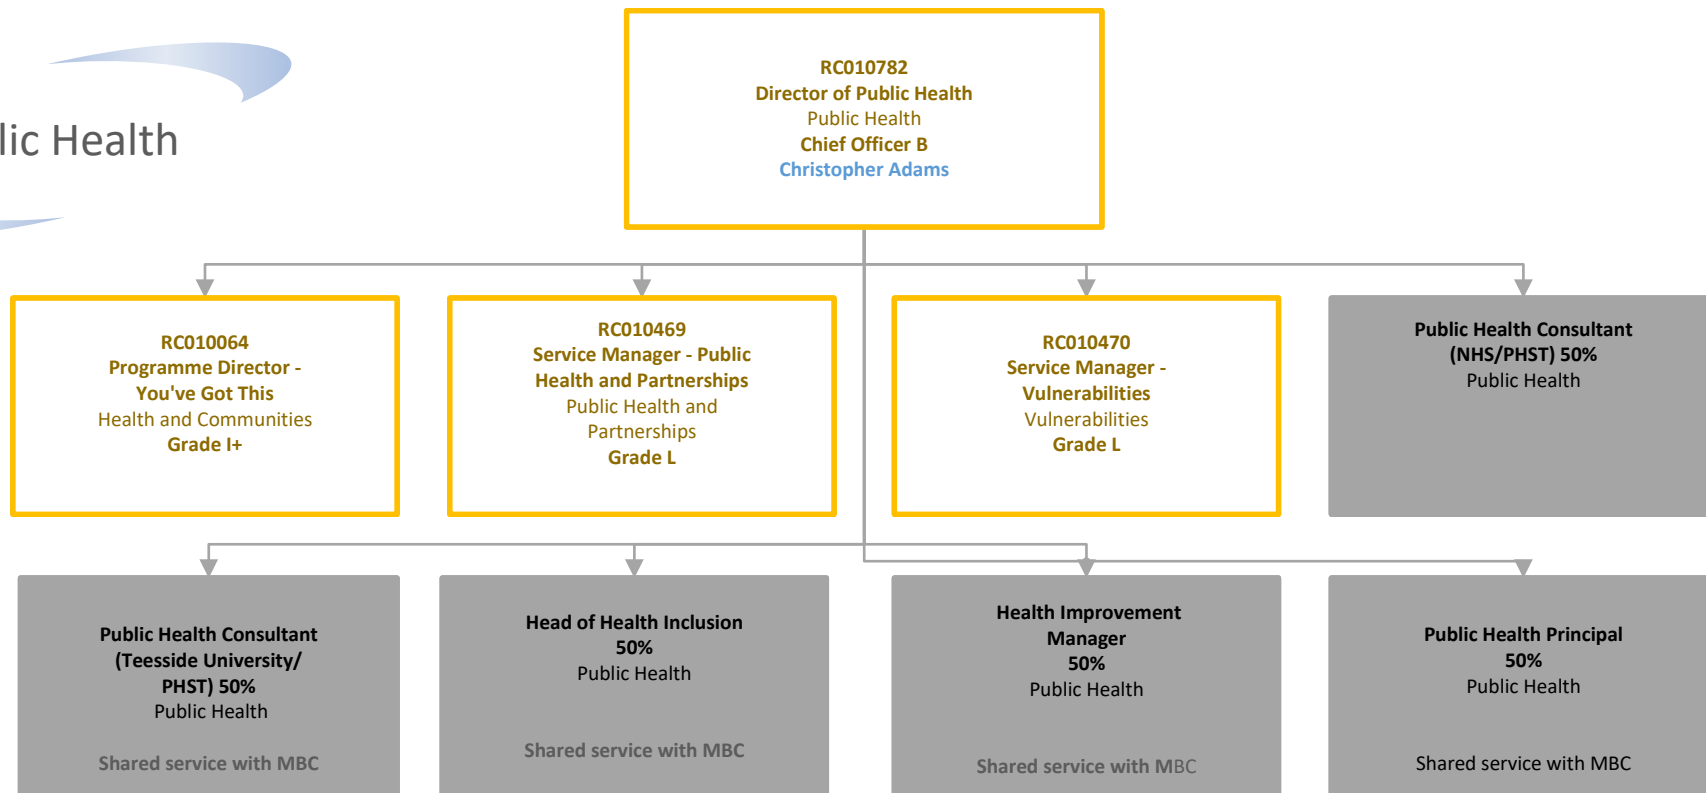 lic Health
RC010782
Director of Public Health
Public Health
Chief Officer B
Christopher Adams
RC010064
Programme Director -
You've Got This
Health and Communities
Grade I+
RC010469
Service Manager - Public
Health and Partnerships
Public Health and
Partnerships
Grade L
RC010470
Service Manager -
Vulnerabilities
Vulnerabilities
Grade L
Public Health Consultant
(NHS/PHST) 50%
Public Health
Public Health Consultant
(Teesside University/
PHST) 50%
Public Health
Shared service with MBC
Head of Health Inclusion
50%
Public Health
Shared service with MBC
Health Improvement
Manager
50%
Public Health
Shared service with MBC
Public Health Principal
50%
Public Health
Shared service with MBC